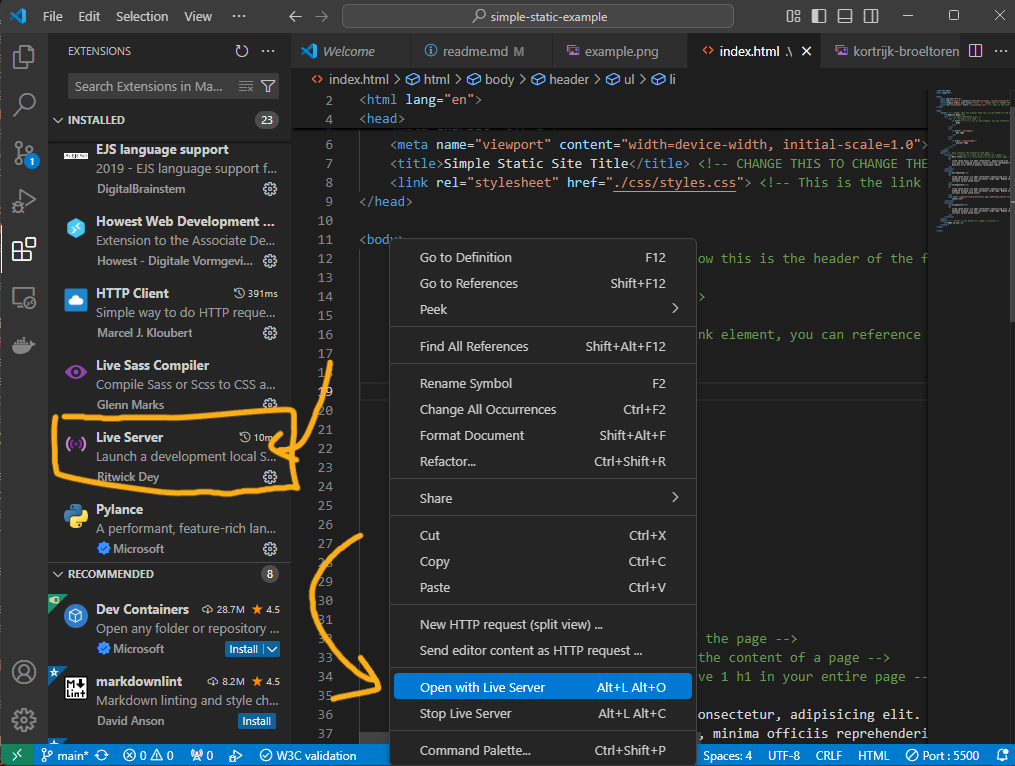 File Edit Selection View ··· simple-static-example
EXTENSIONS
Search Extensions in Ma...
INSTALLED 23
EJS language support
2019 - EJS language support f...
DigitalBrainstem
Howest Web Development ...
Extension to the Associate De...
Howest - Digitale Vormgevi...
HTTP Client 391ms
Simple way to do HTTP reque...
Marcel J. Kloubert
Live Sass Compiler
Compile Sass or Scss to CSS a...
Glenn Marks
Live Server 10m
Launch a development local S...
Ritwick Dey
Pylance
A performant, feature-rich lan...
Microsoft
RECOMMENDED 8
Dev Containers 28.7M 4.5
Open any folder or repository ...
Microsoft Install
markdownlint 8.2M 4.5
Markdown linting and style ch...
David Anson Install
1
Welcome readme.md M example.png index.html .\ kortrijk-broeltoren
index.html > html > body > header > ul > li
2 <html lang="en">
4 <head>
6 <meta name="viewport" content="width=device-width, initial-scale=1.0">
7 <title>Simple Static Site Title</title> <!-- CHANGE THIS TO CHANGE THE
8 <link rel="stylesheet" href="./css/styles.css"> <!-- This is the link
9 </head>
10
11 <body>
12 ow this is the header of the f
13
14 >
15
16 nk element, you can reference
17
19
20
21
22
23
24
25
26
27
29
30
31
the page -->
33 the content of a page -->
34 ve 1 h1 in your entire page --
35
36 onsectetur, adipisicing elit.
37 , minima officiis reprehenderi
Go to Definition F12
Go to References Shift+F12
Peek
Find All References Shift+Alt+F12
Rename Symbol F2
Change All Occurrences Ctrl+F2
Format Document Shift+Alt+F
Refactor... Ctrl+Shift+R
Share
Cut Ctrl+X
Copy Ctrl+C
Paste Ctrl+V
New HTTP request (split view) ...
Send editor content as HTTP request ...
Open with Live Server Alt+L Alt+O
Stop Live Server Alt+L Alt+C
Command Palette... Ctrl+Shift+P
main* 0 0 0 W3C validation Spaces: 4 UTF-8 CRLF HTML Port : 5500